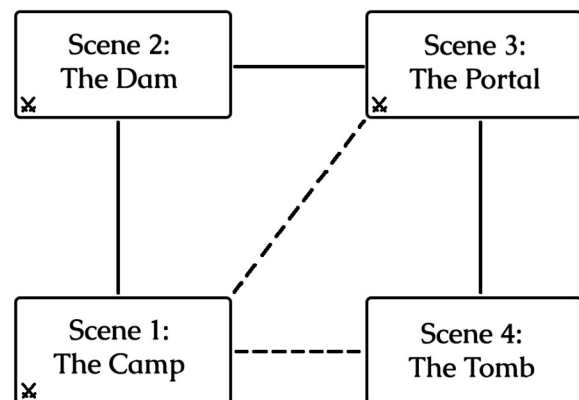 Scene 2:
The Dam
Scene 3:
The Portal
Scene 1:
The Camp
Scene 4:
The Tomb